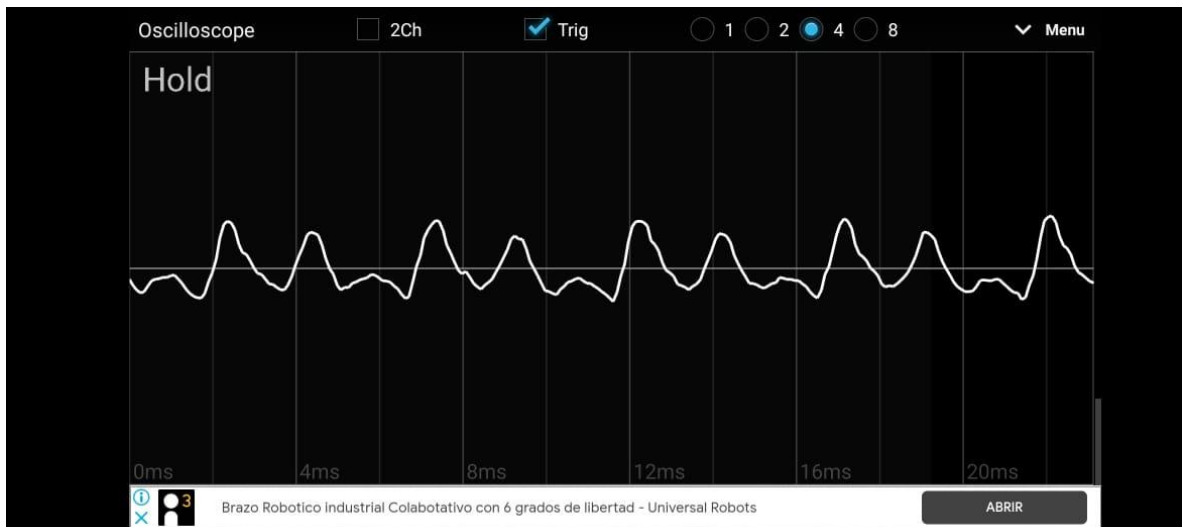 Oscilloscope 2Ch Trig 1 2 4 8 Menu
Hold
0ms 4ms 8ms 12ms 16ms 20ms
3 Brazo Robotico industrial Colabotativo con 6 grados de libertad - Universal Robots ABRIR